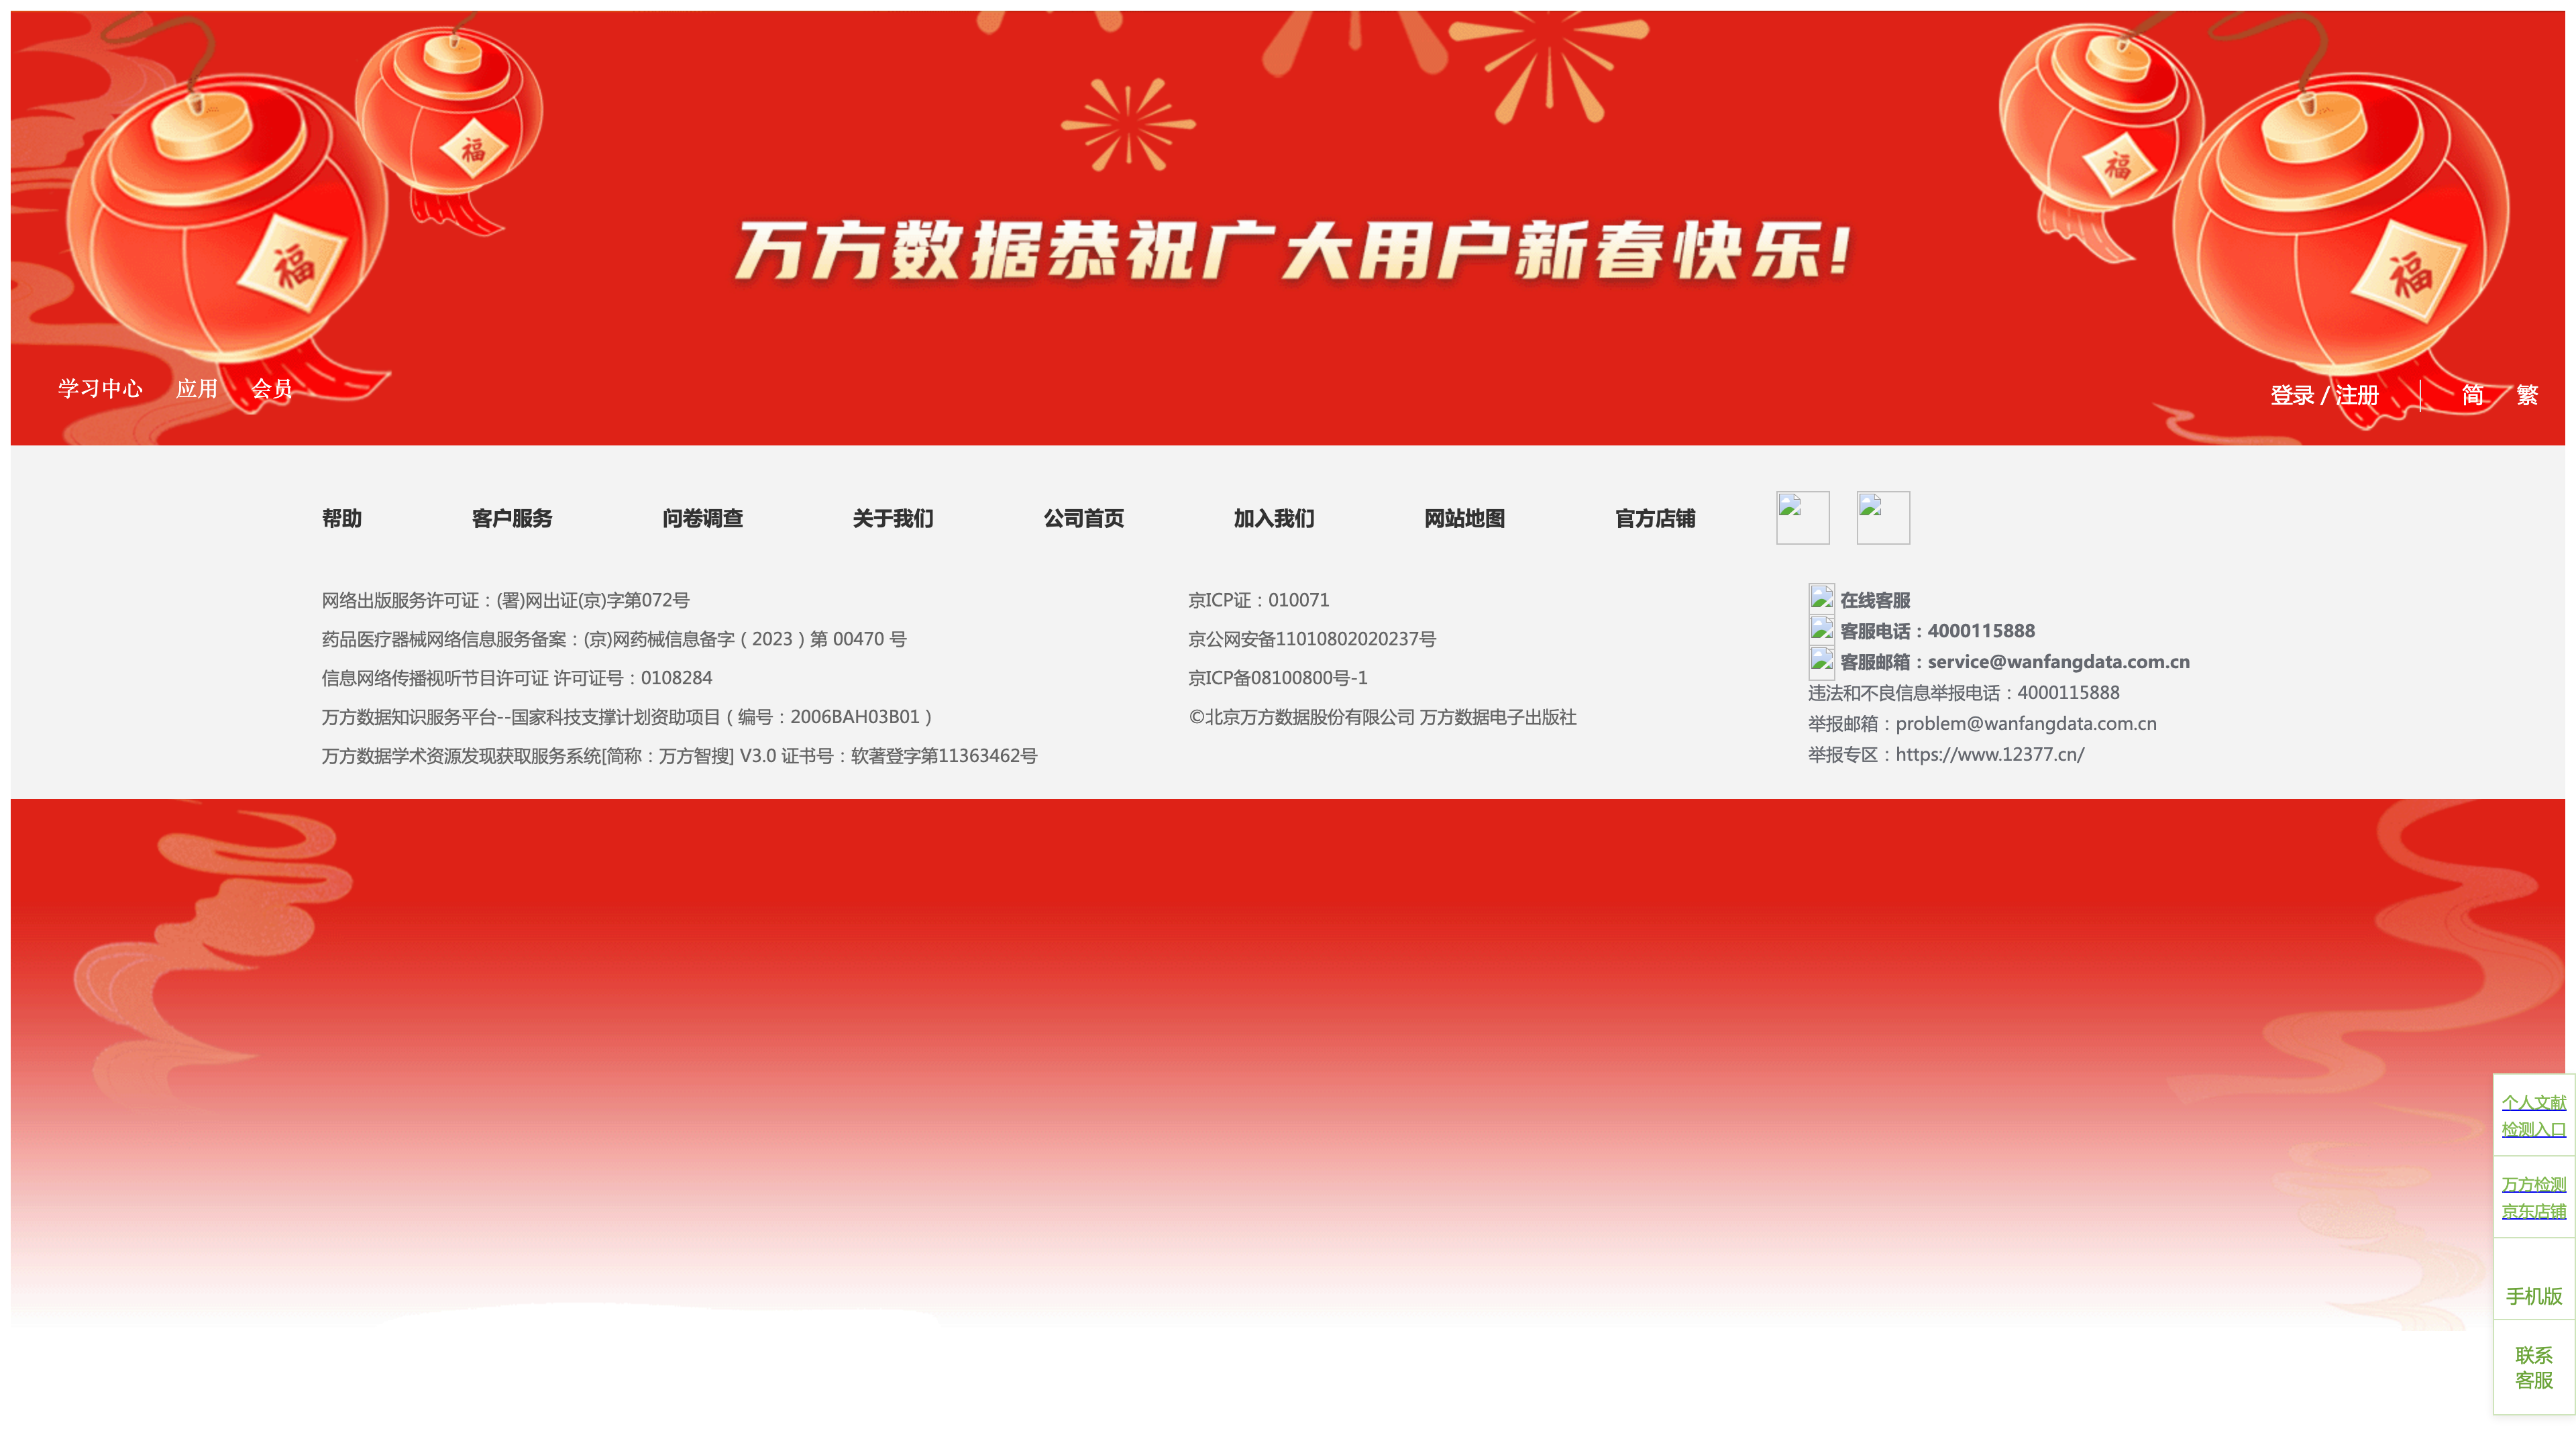 福
福
福
福
万方数据恭祝广大用户新春快乐!
学习中心 应用 会员
登录 / 注册 简 繁
帮助 客户服务 问卷调查 关于我们 公司首页 加入我们 网站地图 官方店铺
网络出版服务许可证：(署)网出证(京)字第072号
药品医疗器械网络信息服务备案：(京)网药械信息备字（2023）第 00470 号
信息网络传播视听节目许可证 许可证号：0108284
万方数据知识服务平台--国家科技支撑计划资助项目（编号：2006BAH03B01）
万方数据学术资源发现获取服务系统[简称：万方智搜] V3.0 证书号：软著登字第11363462号
京ICP证：010071
京公网安备11010802020237号
京ICP备08100800号-1
©北京万方数据股份有限公司 万方数据电子出版社
在线客服
客服电话：4000115888
客服邮箱：service@wanfangdata.com.cn
违法和不良信息举报电话：4000115888
举报邮箱：problem@wanfangdata.com.cn
举报专区：https://www.12377.cn/
个人文献
检测入口
万方检测
京东店铺
手机版
联系
客服